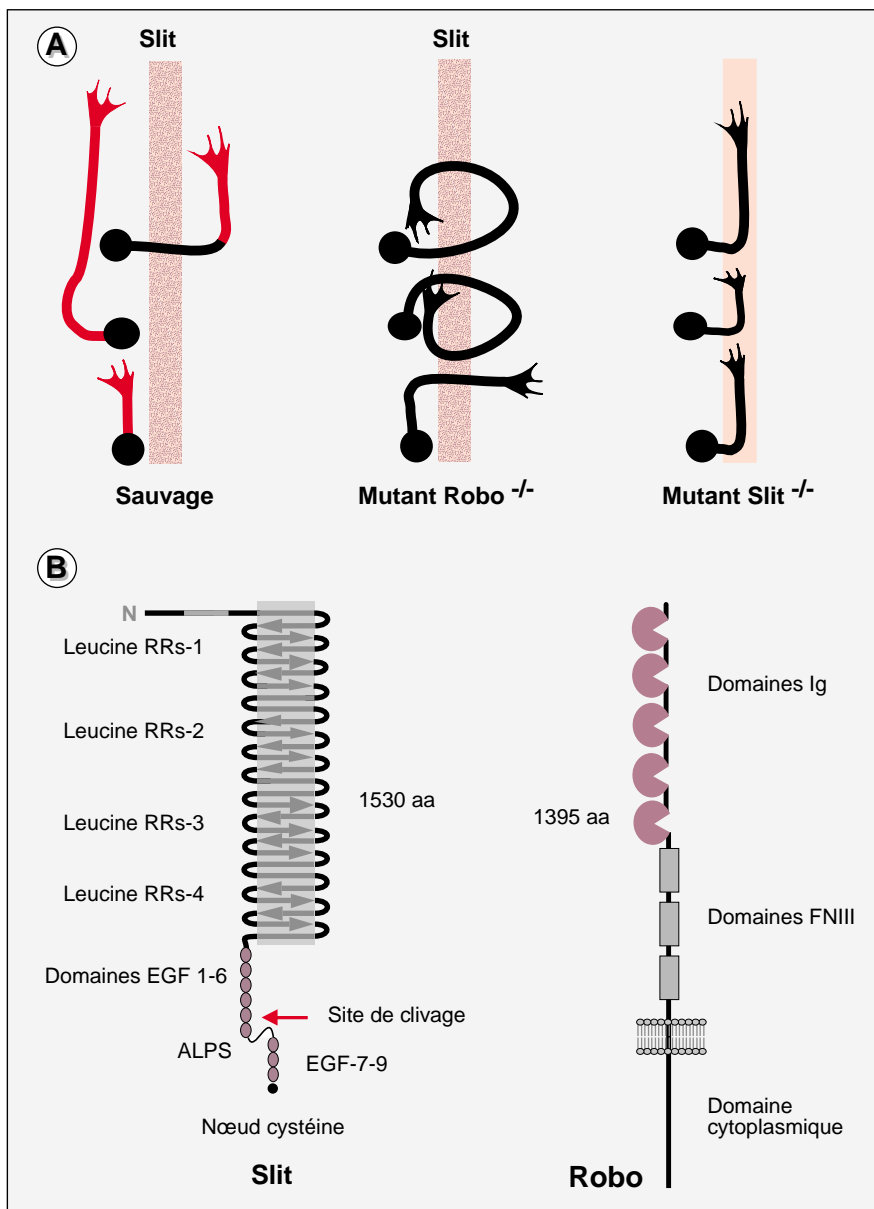 A
Slit
Slit
Sauvage
Mutant Robo -/-
Mutant Slit -/-
B
N
Leucine RRs-1
Leucine RRs-2
Leucine RRs-3
Leucine RRs-4
1530 aa
Domaines EGF 1-6
Site de clivage
ALPS
EGF-7-9
Nœud cystéine
Slit
Domaines Ig
1395 aa
Domaines FNIII
Domaine
cytoplasmique
Robo